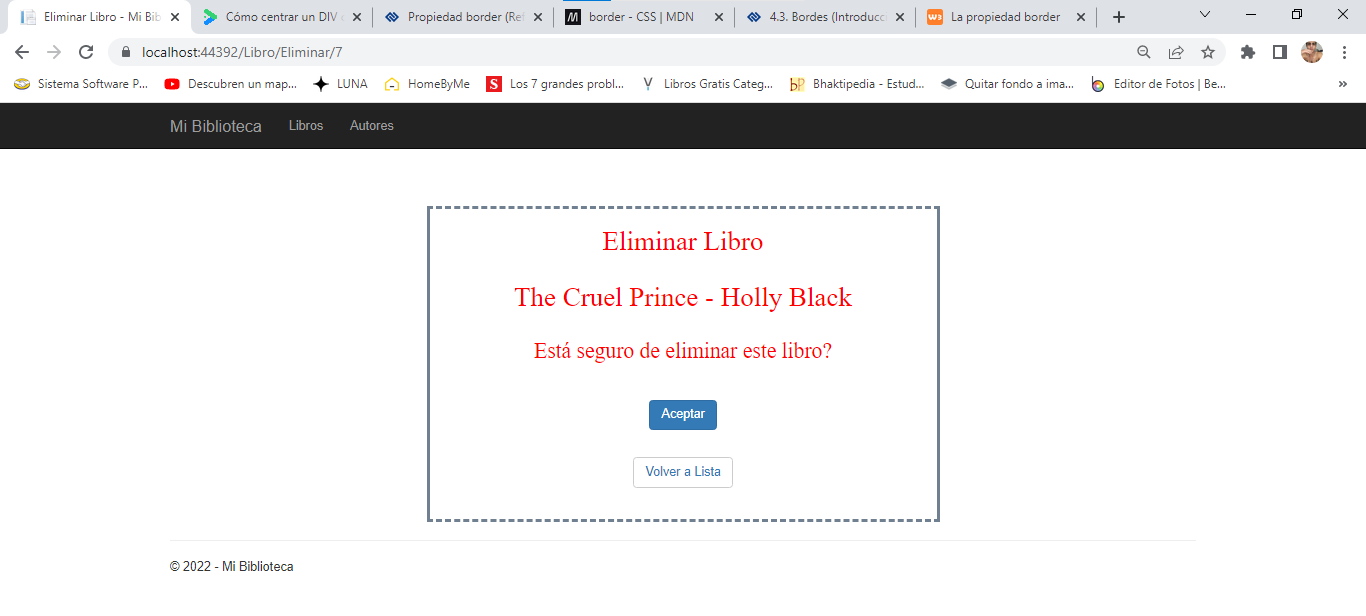 Eliminar Libro - Mi Bib
Cómo centrar un DIV
Propiedad border (Ref
border - CSS | MDN
4.3. Bordes (Introducci
La propiedad border
localhost:44392/Libro/Eliminar/7
Sistema Software P...
Descubren un map...
LUNA
HomeByMe
Los 7 grandes probl...
Libros Gratis Categ...
Bhaktipedia - Estud...
Quitar fondo a ima...
Editor de Fotos | Be...
Mi Biblioteca Libros Autores
Eliminar Libro
The Cruel Prince - Holly Black
Está seguro de eliminar este libro?
Aceptar
Volver a Lista
© 2022 - Mi Biblioteca